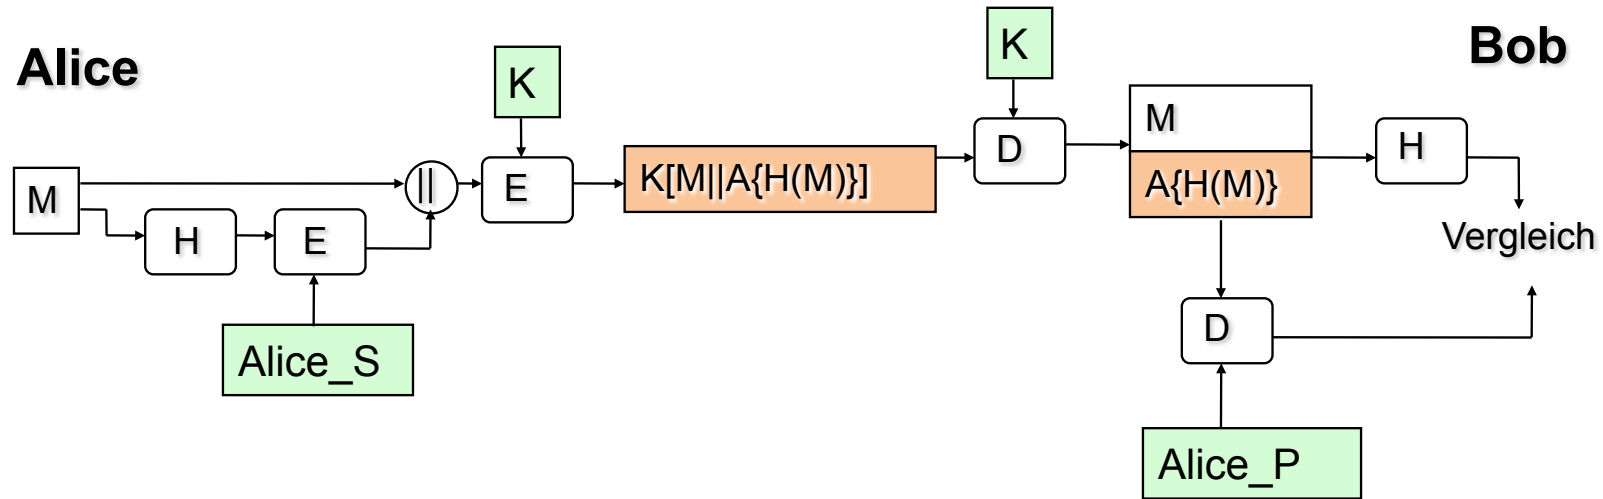 Alice
Bob
K
K
M
||
E
K[M||A{H(M)}]
D
M
A{H(M)}
H
H
E
Vergleich
D
Alice_S
Alice_P